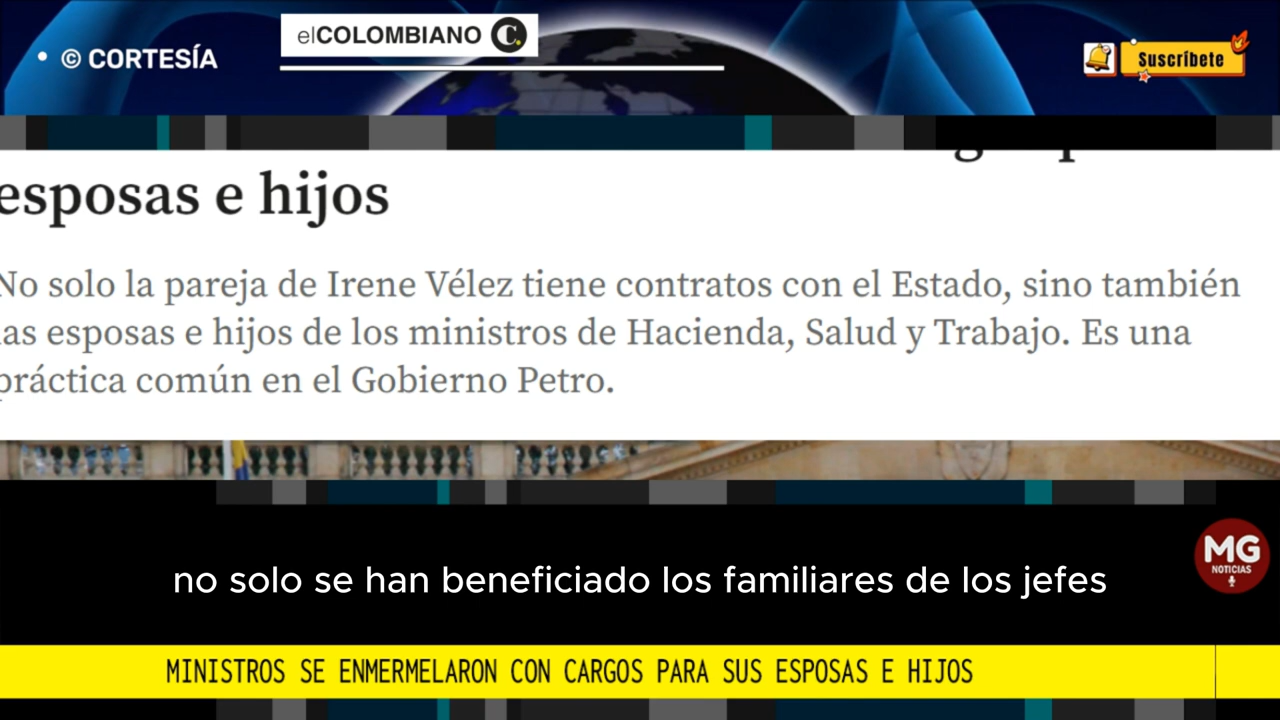 • © CORTESÍA
elCOLOMBIANO C.
Suscríbete
esposas e hijos
No solo la pareja de Irene Vélez tiene contratos con el Estado, sino también
las esposas e hijos de los ministros de Hacienda, Salud y Trabajo. Es una
práctica común en el Gobierno Petro.
MG
NOTICIAS
no solo se han beneficiado los familiares de los jefes
MINISTROS SE ENMERMELARON CON CARGOS PARA SUS ESPOSAS E HIJOS